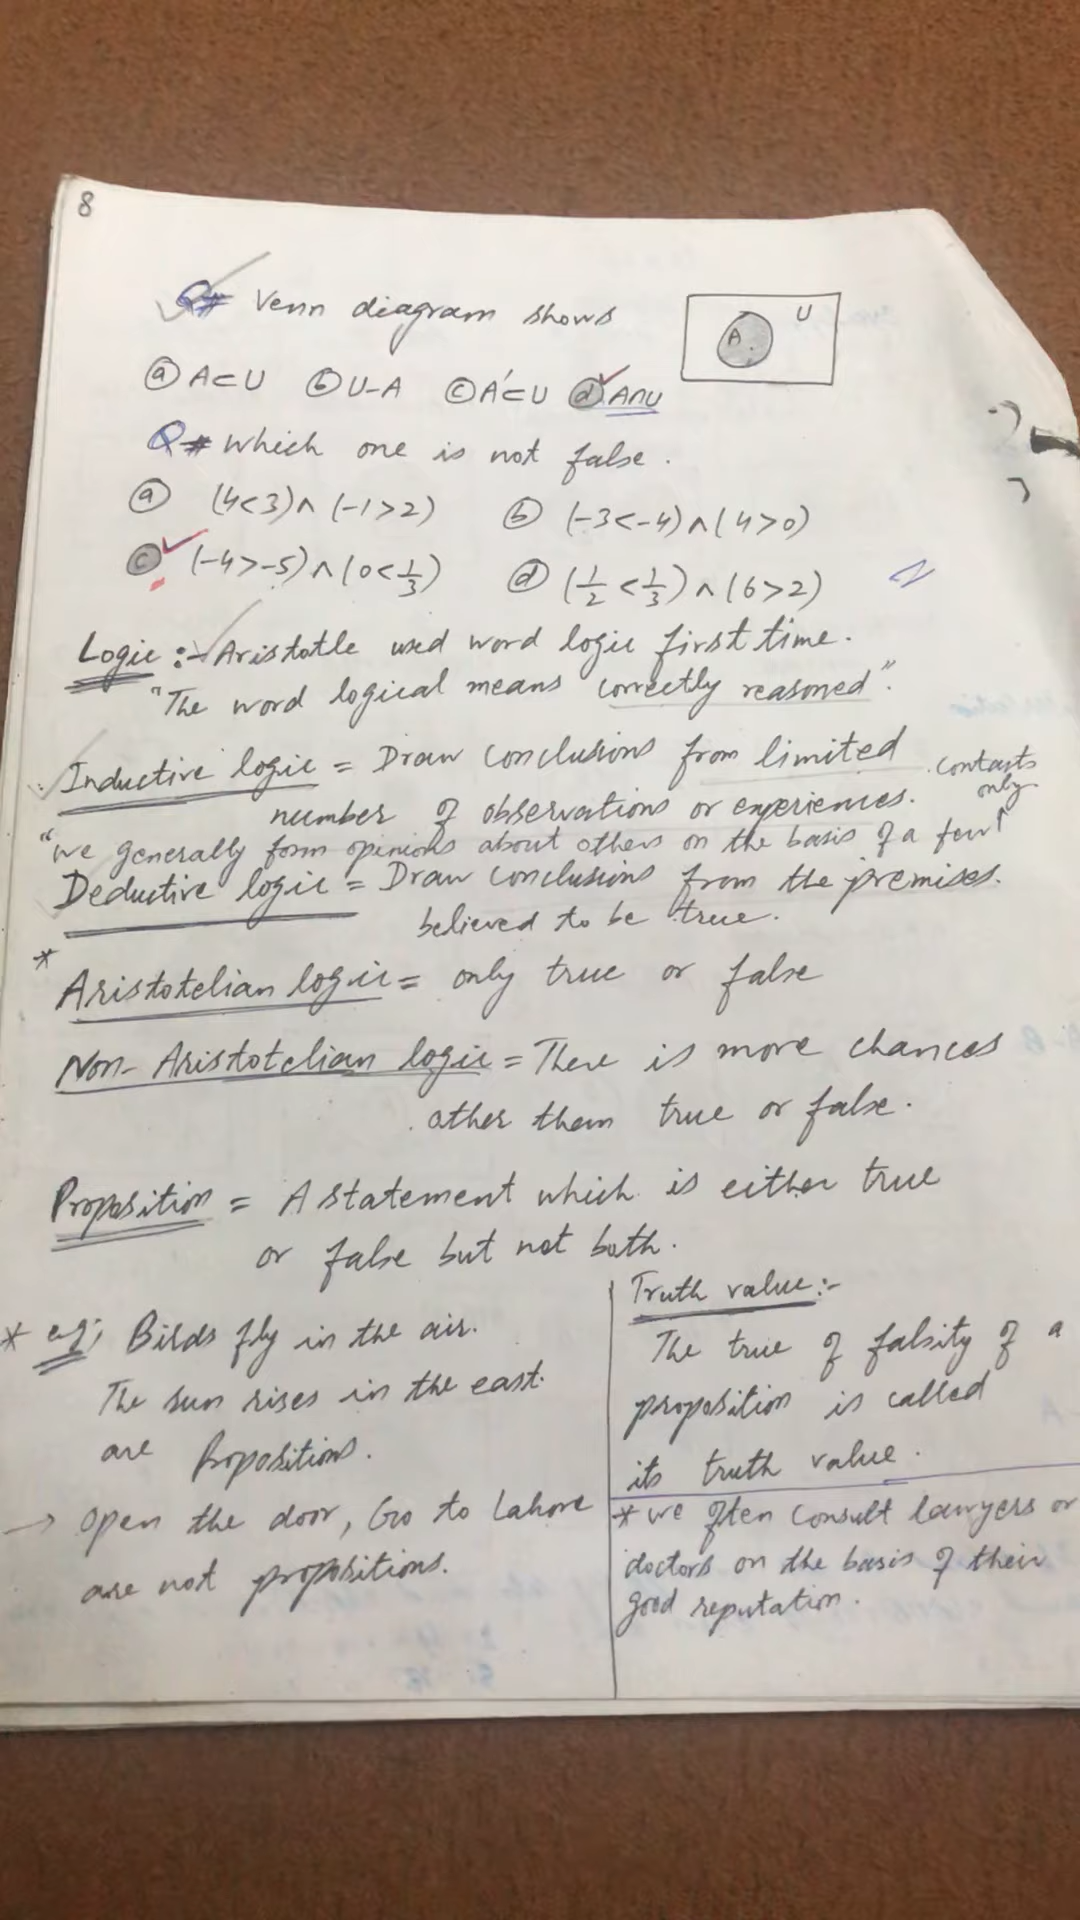 8
Q# Venn diagram shows
A U
ⓐ A⊂U ⓑ U-A ⓒ A′⊂U ⓓ A∩U
Q# Which one is not false.
ⓐ (4<3)∧(-1>2) ⓑ (-3<-4)∧(4>0)
ⓒ (-4>-5)∧(0<1/3) ⓓ (1/2<1/3)∧(6>2)
Logic :- Aristotle used word logic first time.
"The word logical means correctly reasoned".
Inductive logic = Draw conclusions from limited
number of observations or experiences.
"we generally form opinions about others on the basis of a few contacts only
Deductive logic = Draw conclusions from the premises.
believed to be true.
*
Aristotelian logic = only true or false
Non-Aristotelian logic = There is more chances
other them true or false.
Proposition = A statement which is either true
or false but not both.
* e.g; Birds fly in the air.
The sun rises in the east.
are Propositions.
→ Open the door, Go to Lahore
are not propositions.
Truth value:-
The true of falsity of a
proposition is called
its truth value.
* we often consult lawyers or
doctors on the basis of their
good reputation.